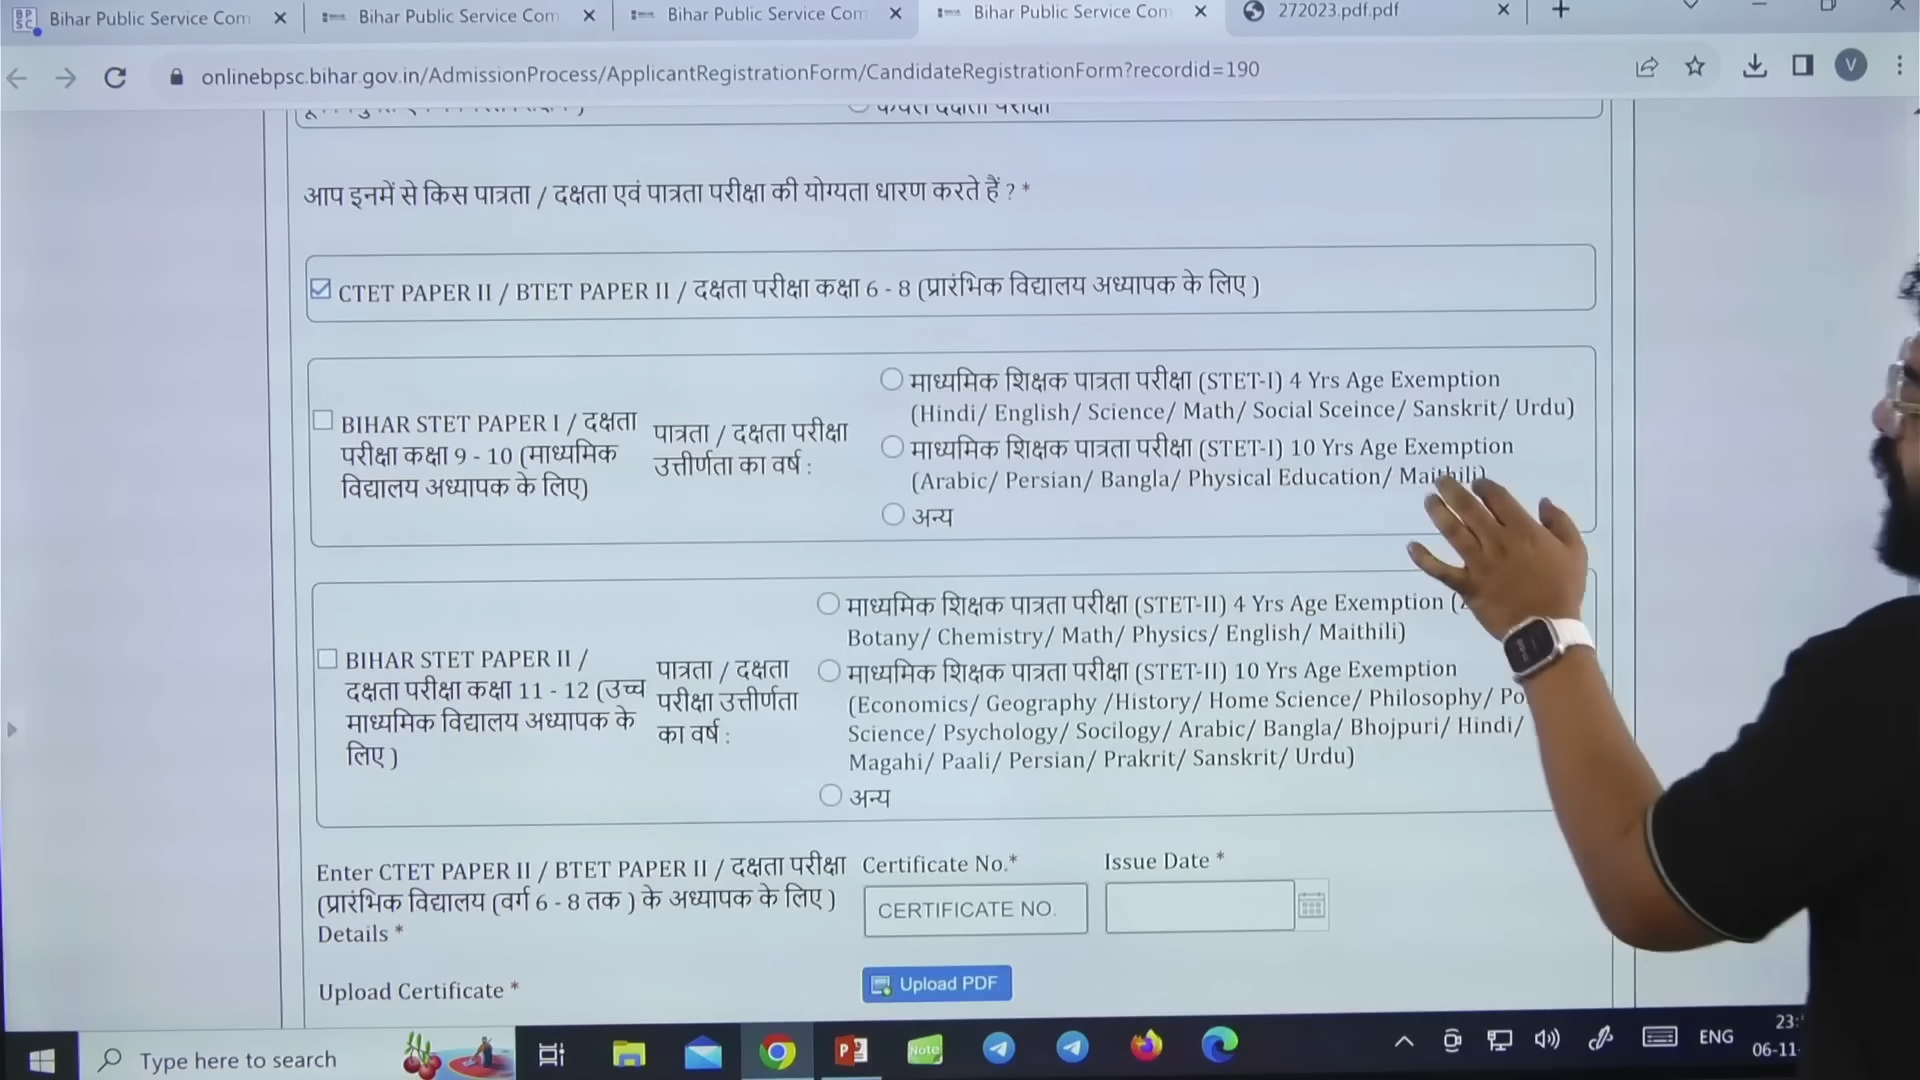 Bihar Public Service Com
Bihar Public Service Com
Bihar Public Service Com
Bihar Public Service Com
272023.pdf.pdf
onlinebpsc.bihar.gov.in/AdmissionProcess/ApplicantRegistrationForm/CandidateRegistrationForm?recordid=190
V
आप इनमें से किस पात्रता / दक्षता एवं पात्रता परीक्षा की योग्यता धारण करते हैं ? *
CTET PAPER II / BTET PAPER II / दक्षता परीक्षा कक्षा 6 - 8 (प्रारंभिक विद्यालय अध्यापक के लिए )
BIHAR STET PAPER I / दक्षता
परीक्षा कक्षा 9 - 10 (माध्यमिक
विद्यालय अध्यापक के लिए)
पात्रता / दक्षता परीक्षा
उत्तीर्णता का वर्ष :
माध्यमिक शिक्षक पात्रता परीक्षा (STET-I) 4 Yrs Age Exemption
(Hindi/ English/ Science/ Math/ Social Sceince/ Sanskrit/ Urdu)
माध्यमिक शिक्षक पात्रता परीक्षा (STET-I) 10 Yrs Age Exemption
(Arabic/ Persian/ Bangla/ Physical Education/ Maithili)
अन्य
BIHAR STET PAPER II /
दक्षता परीक्षा कक्षा 11 - 12 (उच्च
माध्यमिक विद्यालय अध्यापक के
लिए )
पात्रता / दक्षता
परीक्षा उत्तीर्णता
का वर्ष :
माध्यमिक शिक्षक पात्रता परीक्षा (STET-II) 4 Yrs Age Exemption (
Botany/ Chemistry/ Math/ Physics/ English/ Maithili)
माध्यमिक शिक्षक पात्रता परीक्षा (STET-II) 10 Yrs Age Exemption
(Economics/ Geography /History/ Home Science/ Philosophy/ Po
Science/ Psychology/ Socilogy/ Arabic/ Bangla/ Bhojpuri/ Hindi/
Magahi/ Paali/ Persian/ Prakrit/ Sanskrit/ Urdu)
अन्य
Enter CTET PAPER II / BTET PAPER II / दक्षता परीक्षा
(प्रारंभिक विद्यालय (वर्ग 6 - 8 तक ) के अध्यापक के लिए )
Details *
Certificate No.*
CERTIFICATE NO.
Issue Date *
Upload Certificate *
Upload PDF
Type here to search
Note
ENG
23:
06-11